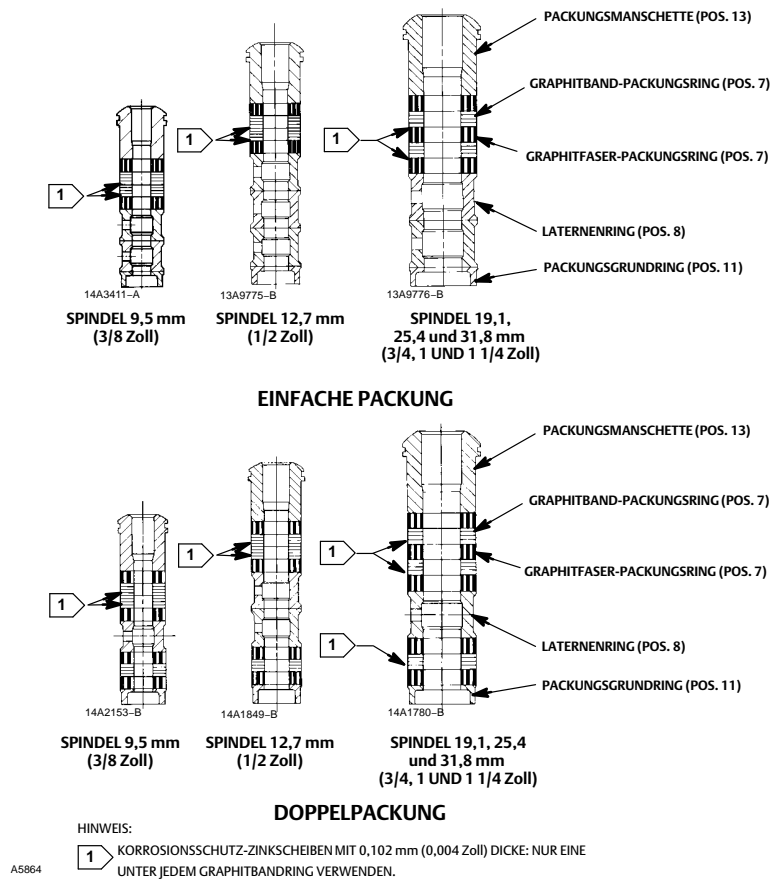 PACKUNGSMANSCHETTE (POS. 13)
GRAPHITBAND-PACKUNGSRING (POS. 7)
1
1
1
GRAPHITFASER-PACKUNGSRING (POS. 7)
LATERNENRING (POS. 8)
PACKUNGSGRUNDRING (POS. 11)
14A3411−A
13A9775−B
13A9776−B
SPINDEL 9,5 mm
(3/8 Zoll)
SPINDEL 12,7 mm
(1/2 Zoll)
SPINDEL 19,1,
25,4 und 31,8 mm
(3/4, 1 UND 1 1/4 Zoll)
EINFACHE PACKUNG
PACKUNGSMANSCHETTE (POS. 13)
GRAPHITBAND-PACKUNGSRING (POS. 7)
1
1
1
GRAPHITFASER-PACKUNGSRING (POS. 7)
1
LATERNENRING (POS. 8)
PACKUNGSGRUNDRING (POS. 11)
14A2153−B
14A1849−B
14A1780−B
SPINDEL 9,5 mm
(3/8 Zoll)
SPINDEL 12,7 mm
(1/2 Zoll)
SPINDEL 19,1, 25,4
und 31,8 mm
(3/4, 1 UND 1 1/4 Zoll)
DOPPELPACKUNG
HINWEIS:
1 KORROSIONSSCHUTZ-ZINKSCHEIBEN MIT 0,102 mm (0,004 Zoll) DICKE: NUR EINE
UNTER JEDEM GRAPHITBANDRING VERWENDEN.
A5864